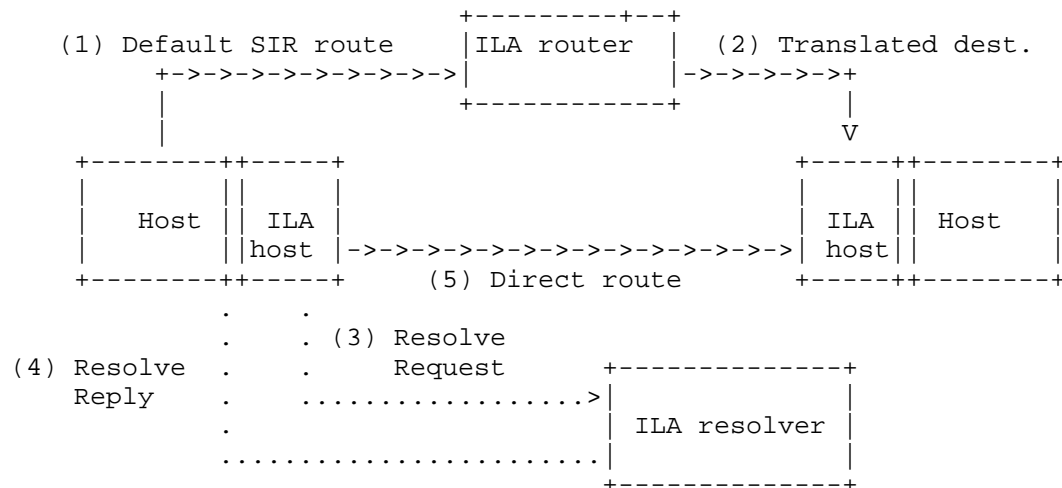 (1) Default SIR route |ILA router | (2) Translated dest.
Host || ILA | | ILA || Host
host host
(5) Direct route
(3) Resolve
(4) Resolve Request
Reply
ILA resolver